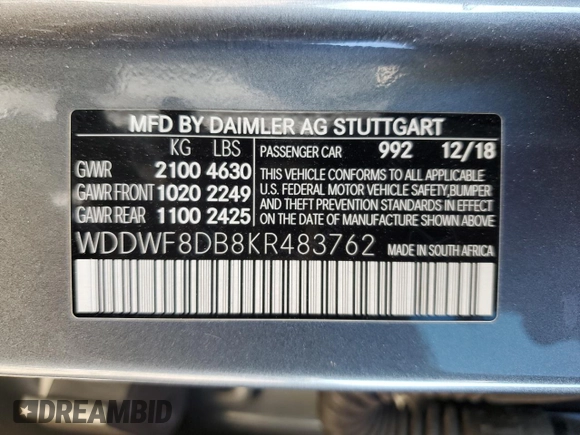 MFD BY DAIMLER AG STUTTGART
KG LBS
GVWR 2100 4630
GAWR FRONT 1020 2249
GAWR REAR 1100 2425
PASSENGER CAR 992 12/18
THIS VEHICLE CONFORMS TO ALL APPLICABLE
U.S. FEDERAL MOTOR VEHICLE SAFETY,BUMPER
AND THEFT PREVENTION STANDARDS IN EFFECT
ON THE DATE OF MANUFACTURE SHOWN ABOVE.
WDDWF8DB8KR483762 MADE IN SOUTH AFRICA
DREAMBID